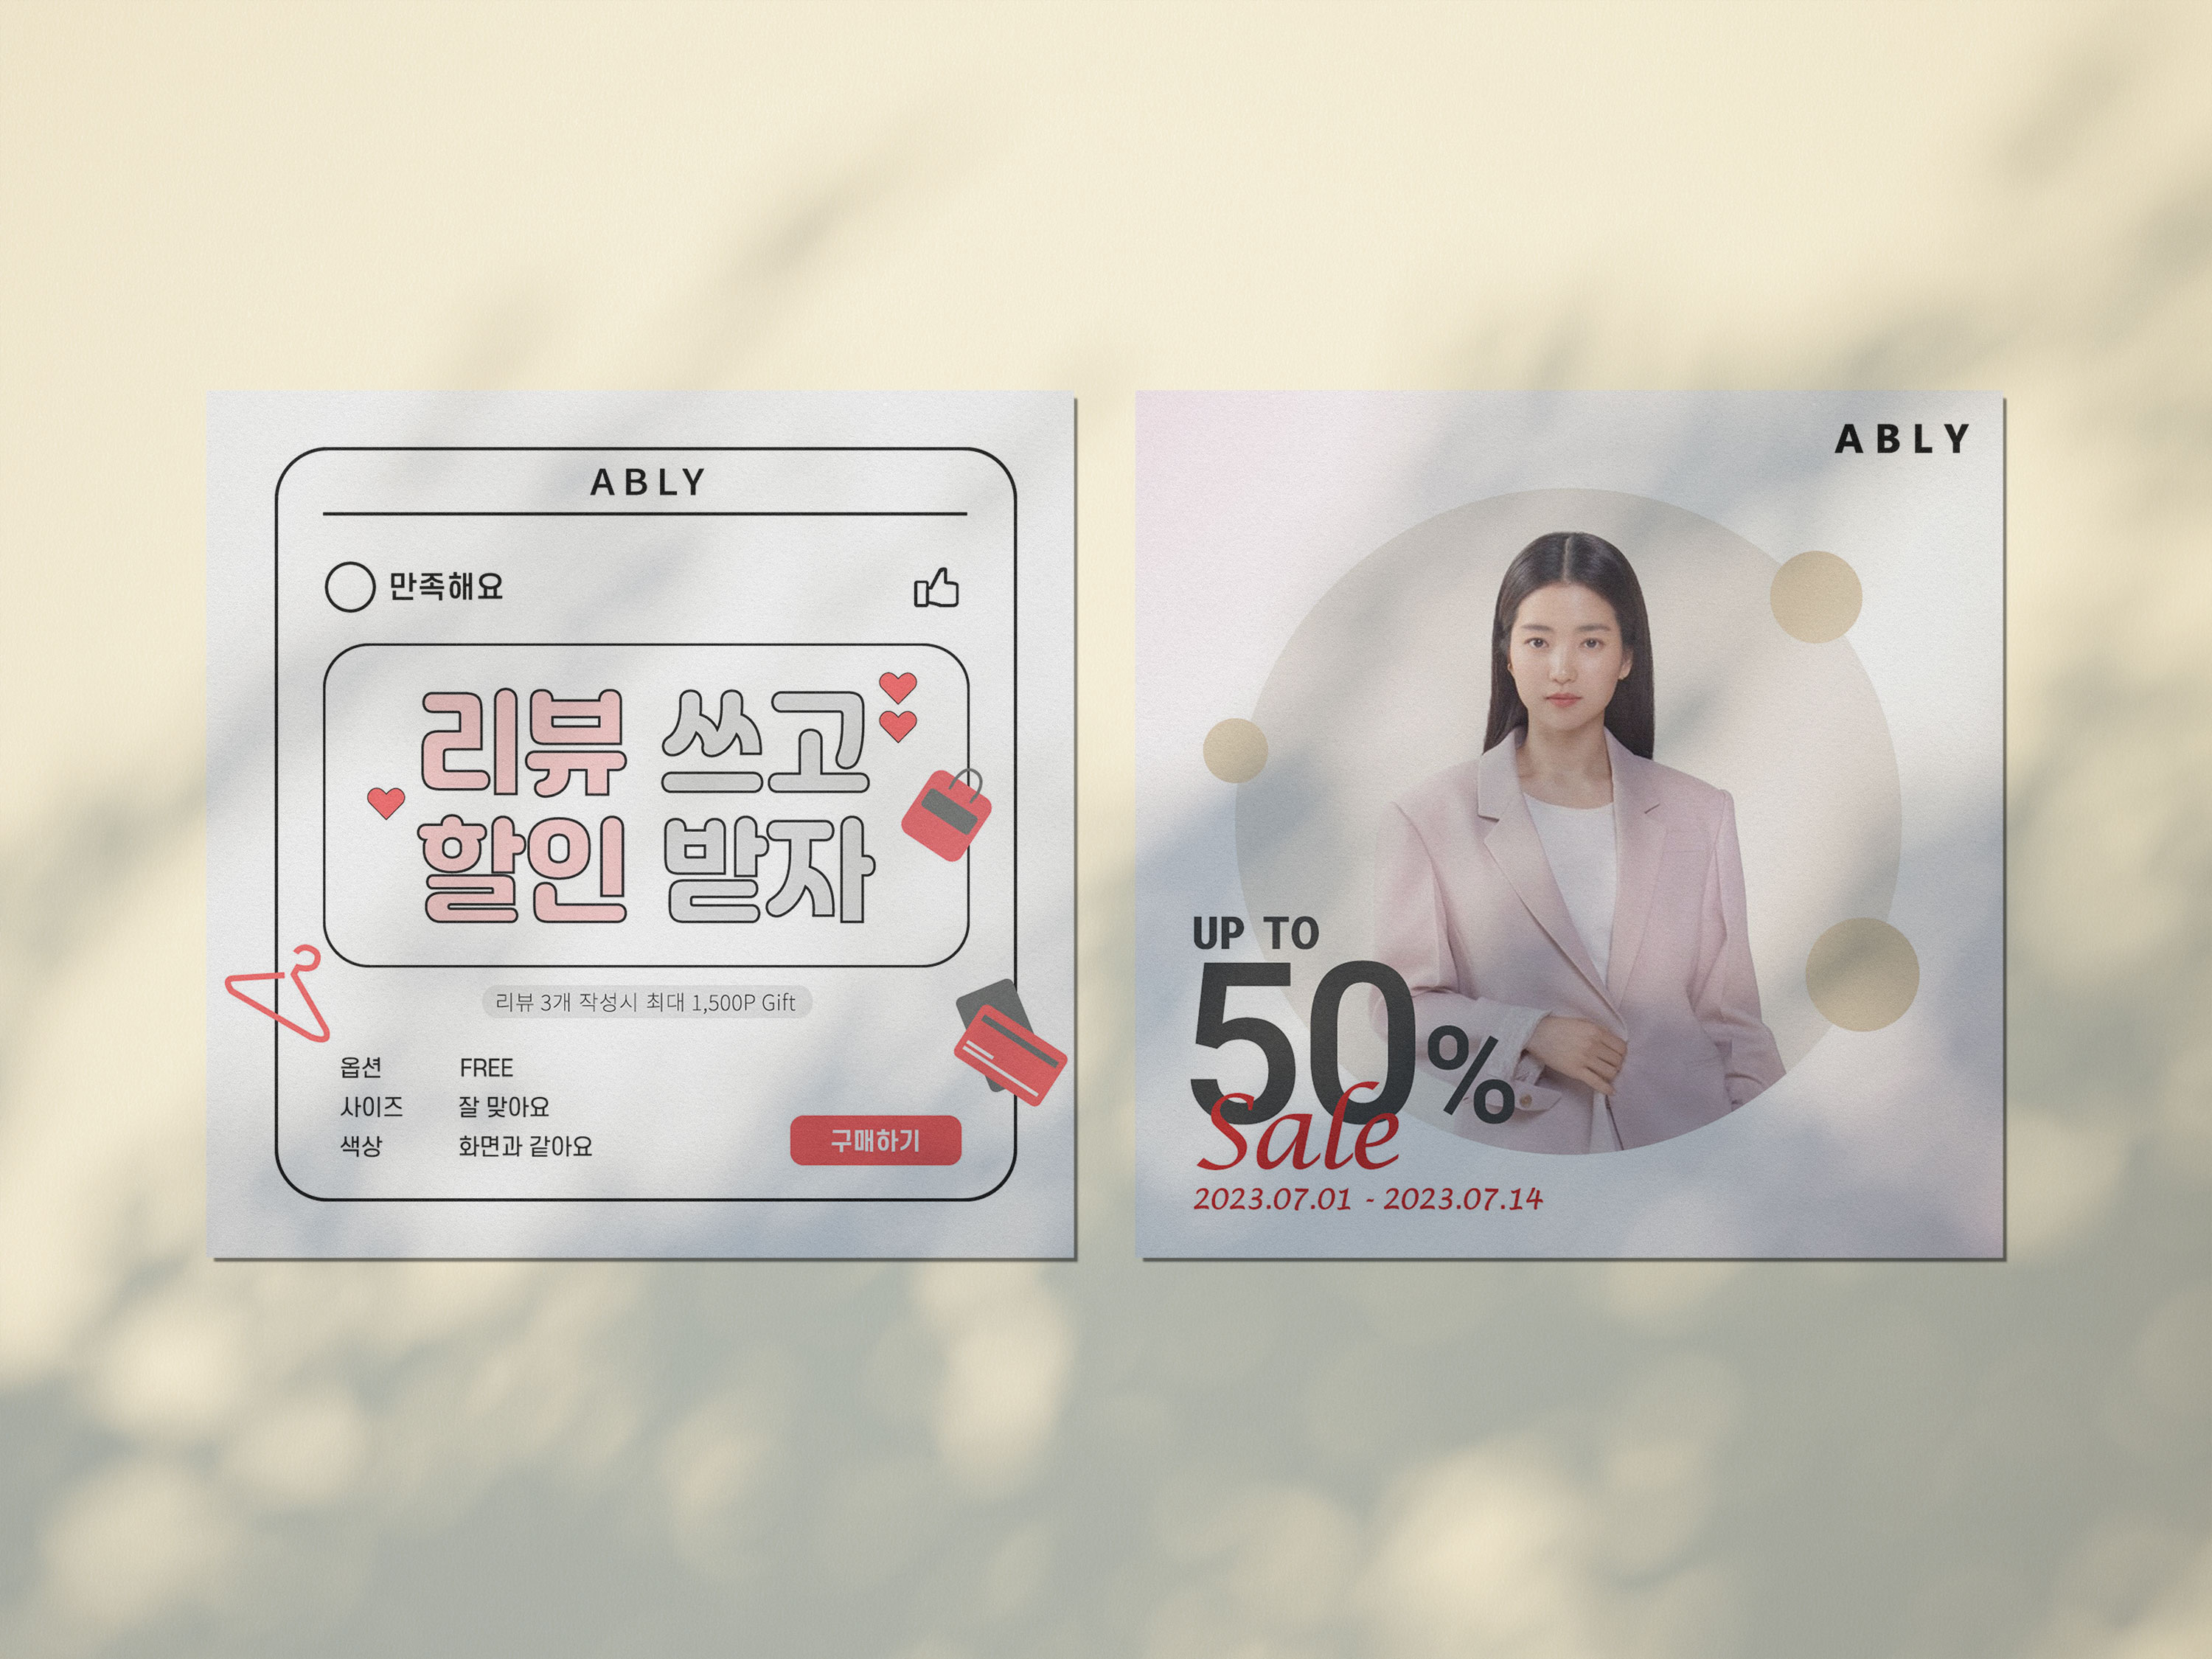 ABLY
만족해요
리뷰 쓰고
할인 받자
리뷰 3개 작성시 최대 1,500P Gift
옵션 FREE
사이즈 잘 맞아요
색상 화면과 같아요
구매하기
ABLY
UP TO
50%
Sale
2023.07.01 - 2023.07.14